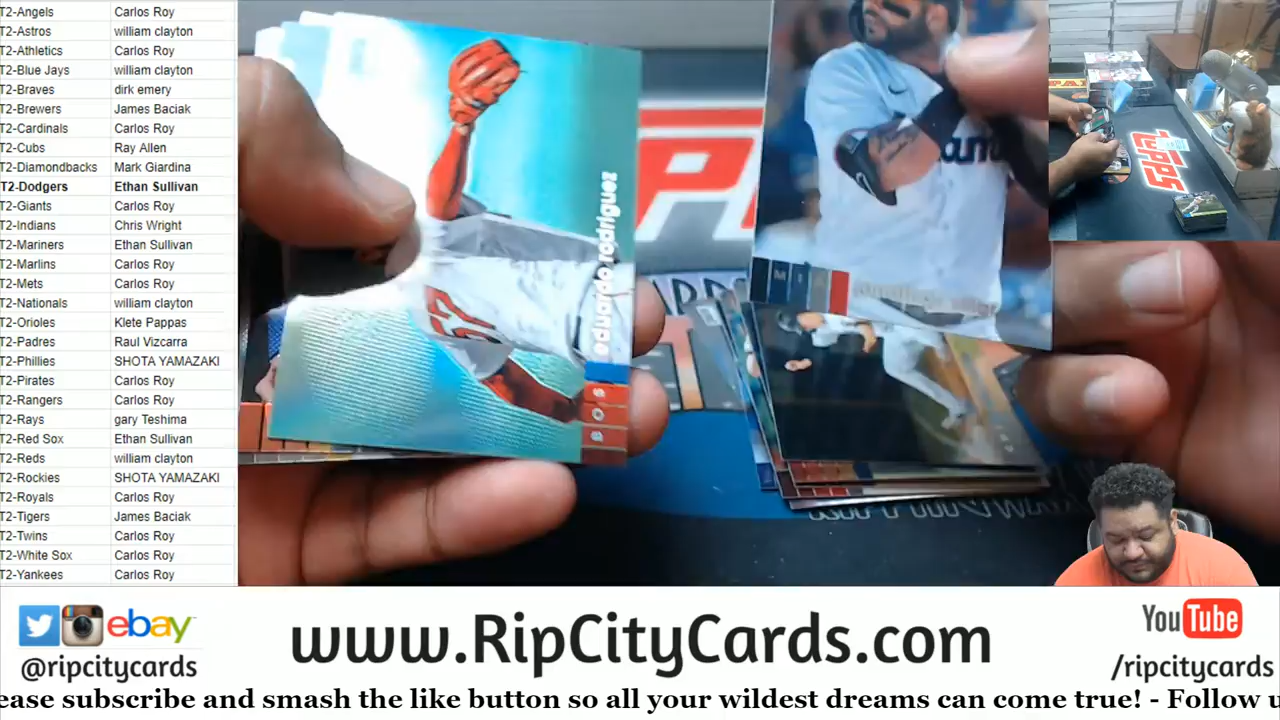 T2-Angels Carlos Roy
T2-Astros william clayton
T2-Athletics Carlos Roy
T2-Blue Jays william clayton
T2-Braves dirk emery
T2-Brewers James Baciak
T2-Cardinals Carlos Roy
T2-Cubs Ray Allen
T2-Diamondbacks Mark Giardina
T2-Dodgers Ethan Sullivan
T2-Giants Carlos Roy
T2-Indians Chris Wright
T2-Mariners Ethan Sullivan
T2-Marlins Carlos Roy
T2-Mets Carlos Roy
T2-Nationals william clayton
T2-Orioles Klete Pappas
T2-Padres Raul Vizcarra
T2-Phillies SHOTA YAMAZAKI
T2-Pirates Carlos Roy
T2-Rangers Carlos Roy
T2-Rays gary Teshima
T2-Red Sox Ethan Sullivan
T2-Reds william clayton
T2-Rockies SHOTA YAMAZAKI
T2-Royals Carlos Roy
T2-Tigers James Baciak
T2-Twins Carlos Roy
T2-White Sox Carlos Roy
T2-Yankees Carlos Roy
eduardo rodriguez
BOS
57
topps
ebay
@ripcitycards
www.RipCityCards.com
YouTube
/ripcitycards
ease subscribe and smash the like button so all your wildest dreams can come true! - Follow u